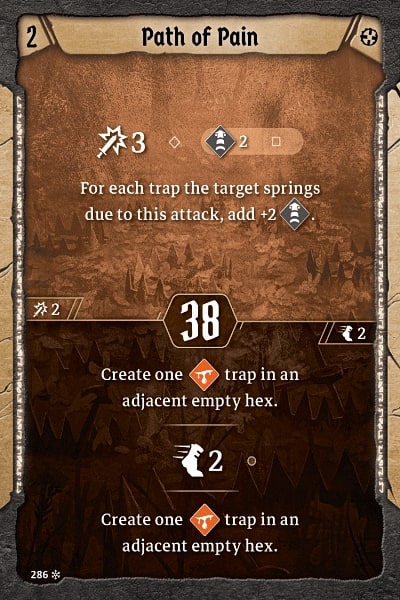 2 Path of Pain
3 2
For each trap the target springs
due to this attack, add +2 .
2 38 2
Create one trap in an
adjacent empty hex.
2
Create one trap in an
adjacent empty hex.
286